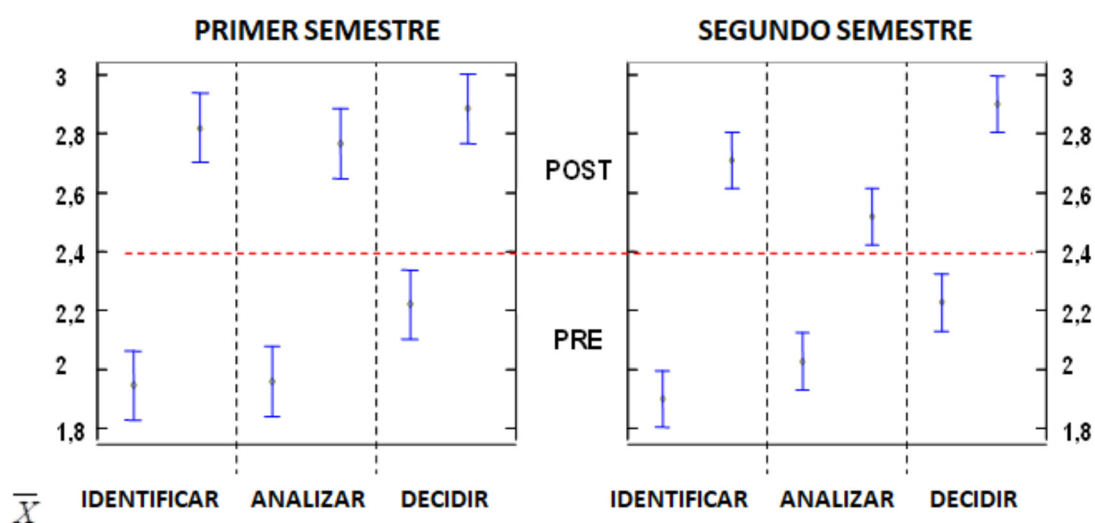 PRIMER SEMESTRE SEGUNDO SEMESTRE
3 3
2,8 2,8
POST
2,6 2,6
2,4 2,4
2,2 2,2
PRE
2 2
1,8 1,8
X̅ IDENTIFICAR ANALIZAR DECIDIR IDENTIFICAR ANALIZAR DECIDIR